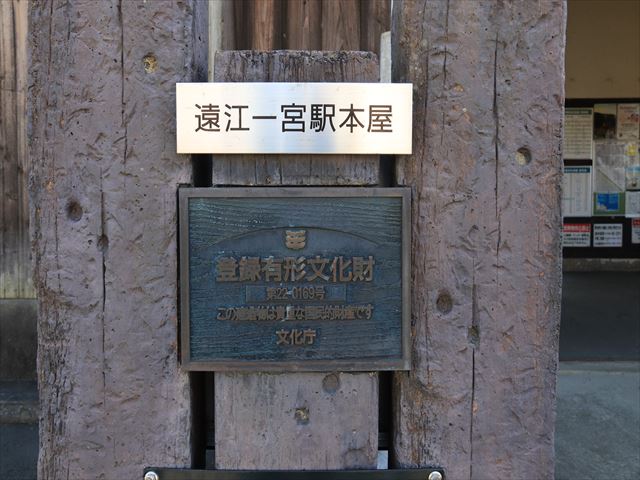 遠江一宮駅本屋
登録有形文化財
第22-0169号
この建造物は貴重な国民的財産です
文化庁